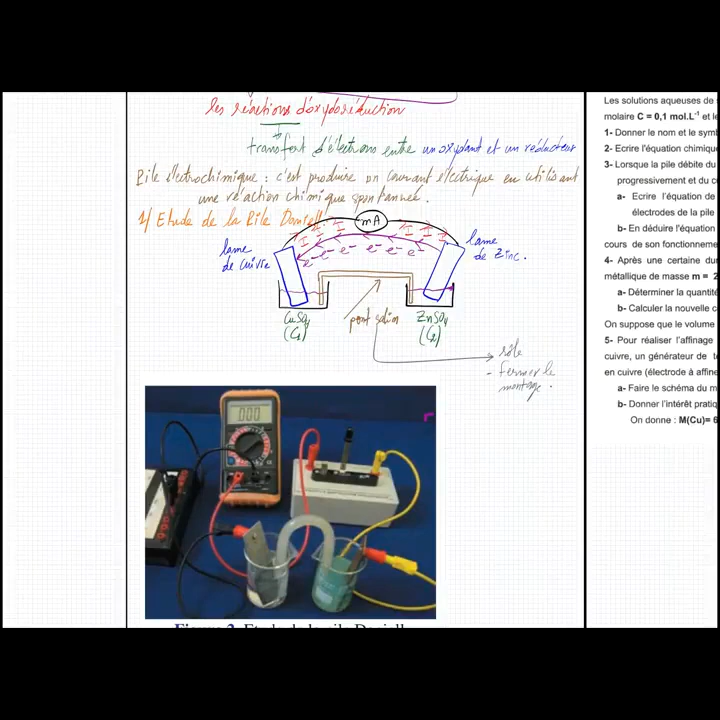 les réactions d'oxydoréduction
transfert d'électrons entre un oxydant et un réducteur
Pile électrochimique : c'est produire un courant électrique en utilisant
une réaction chimique spontannée.
1/ Etude de la Pile Daniell
mA
I I I I I I
lame
de cuivre
lame
de Zinc.
e- e- e- e- e- e-
CuSO4
(C1)
pont salin
ZnSO4
(C2)
rôle
- fermer le
montage.
000
Les solutions aqueuses de
molaire C = 0,1 mol.L-1 et le
1- Donner le nom et le symb
2- Ecrire l'équation chimique
3- Lorsque la pile débite du
progressivement et du c
a- Ecrire l'équation de
électrodes de la pile
b- En déduire l'équation
cours de son fonctionneme
4- Après une certaine dur
métallique de masse m = 2
a- Déterminer la quantité
b- Calculer la nouvelle c
On suppose que le volume
5- Pour réaliser l'affinage
cuivre, un générateur de te
en cuivre (électrode à affine
a- Faire le schéma du m
b- Donner l'intérêt pratiq
On donne : M(Cu)= 6